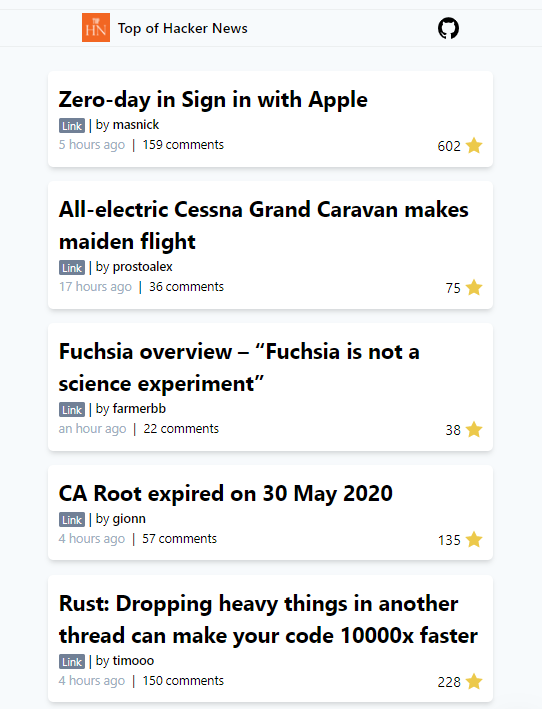 HN
Top of Hacker News
Zero-day in Sign in with Apple
Link | by masnick
5 hours ago | 159 comments
602
All-electric Cessna Grand Caravan makes
maiden flight
Link | by prostoalex
17 hours ago | 36 comments
75
Fuchsia overview – “Fuchsia is not a
science experiment”
Link | by farmerbb
an hour ago | 22 comments
38
CA Root expired on 30 May 2020
Link | by gionn
4 hours ago | 57 comments
135
Rust: Dropping heavy things in another
thread can make your code 10000x faster
Link | by timooo
4 hours ago | 150 comments
228